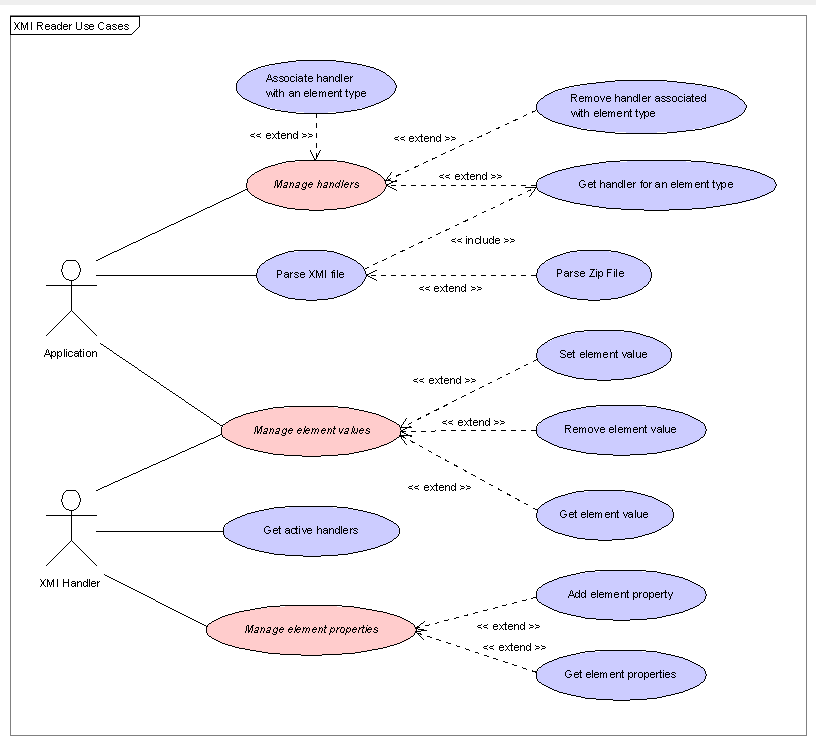 XMI Reader Use Cases
Associate handler
with an element type
Remove handler associated
with element type
<< extend >>
<< extend >>
<< extend >>
Manage handlers
Get handler for an element type
<< include >>
Parse XMI file
Parse Zip File
<< extend >>
Application
Set element value
<< extend >>
<< extend >>
Manage element values
Remove element value
<< extend >>
Get element value
Get active handlers
XMI Handler
Add element property
Manage element properties
<< extend >>
<< extend >>
Get element properties